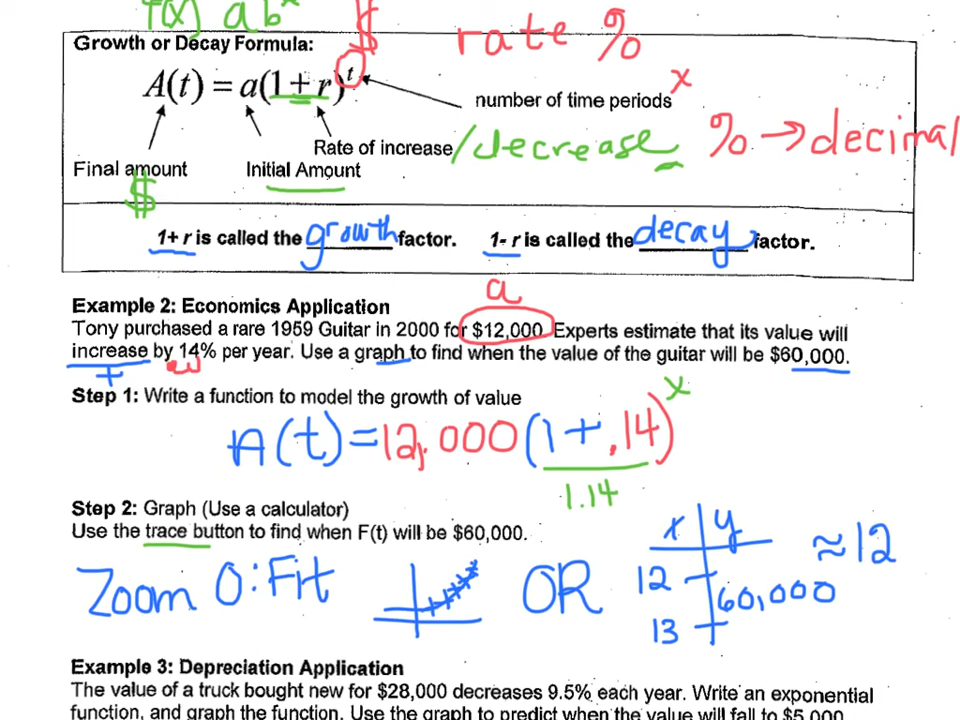 f(x) ab^x
$ rate %
Growth or Decay Formula:
A(t) = a(1 + r)^t
number of time periods x
Rate of increase/decrease % → decimal
Final amount Initial Amount
$
1+ r is called the growth factor. 1- r is called the decay factor.
Example 2: Economics Application
a
Tony purchased a rare 1959 Guitar in 2000 for $12,000 Experts estimate that its value will
increase by 14% per year. Use a graph to find when the value of the guitar will be $60,000.
+
Step 1: Write a function to model the growth of value
A(t) = 12,000(1 + .14)^x
1.14
Step 2: Graph (Use a calculator)
Use the trace button to find when F(t) will be $60,000.
x y
≈12
Zoom 0:Fit OR
12
60,000
13
Example 3: Depreciation Application
The value of a truck bought new for $28,000 decreases 9.5% each year. Write an exponential
function, and graph the function. Use the graph to predict when the value will fall to $5,000